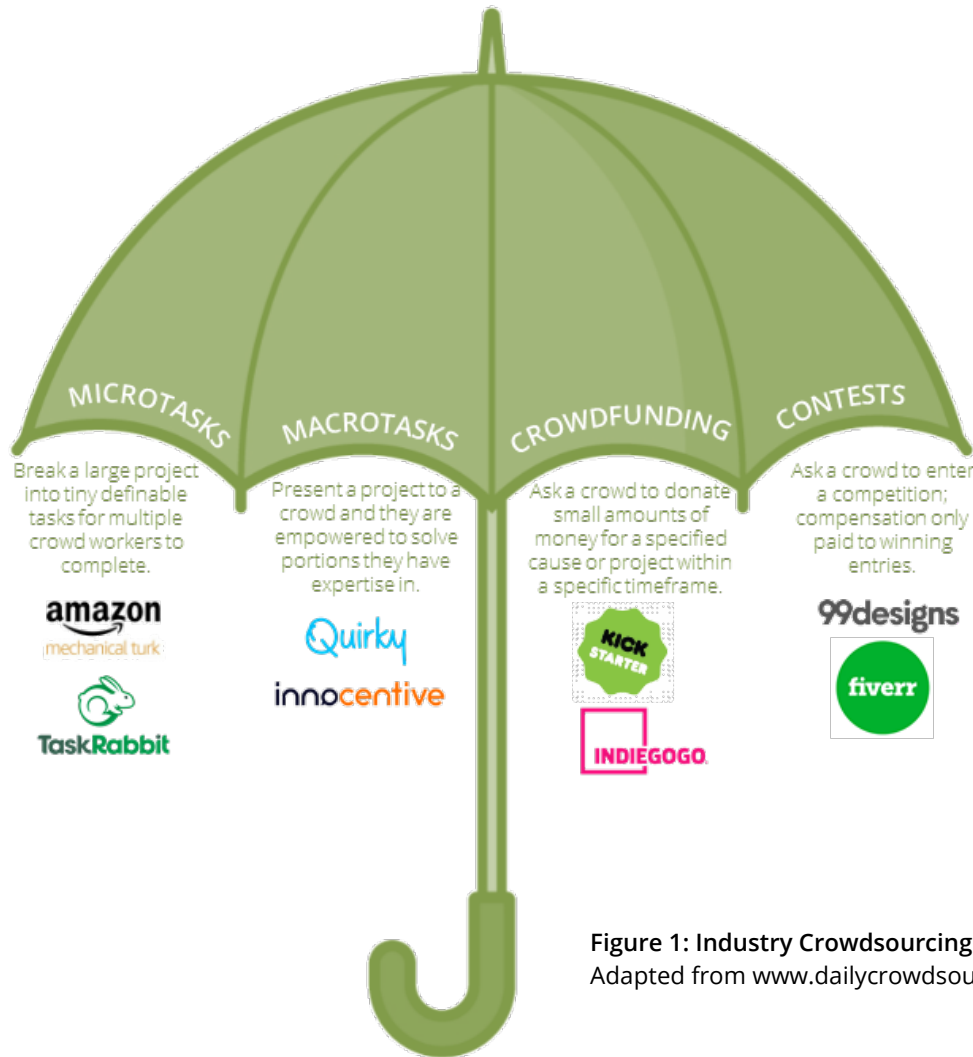 MICROTASKS
MACROTASKS
CROWDFUNDING
CONTESTS
Break a large project
into tiny definable
tasks for multiple
crowd workers to
complete.
amazon
mechanical turk
TaskRabbit
Present a project to a
crowd and they are
empowered to solve
portions they have
expertise in.
Quirky
innocentive
Ask a crowd to donate
small amounts of
money for a specified
cause or project within
a specific timeframe.
KICK
STARTER
INDIEGOGO
Ask a crowd to enter
a competition;
compensation only
paid to winning
entries.
99designs
fiverr
Figure 1: Industry Crowdsourcing
Adapted from www.dailycrowdsou